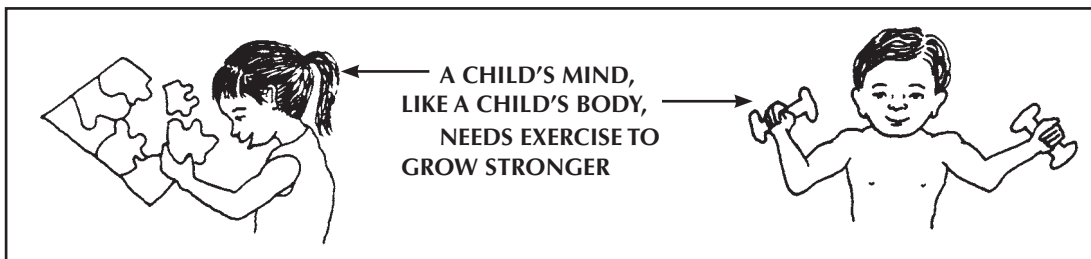 A CHILD’S MIND,
LIKE A CHILD’S BODY,
NEEDS EXERCISE TO
GROW STRONGER